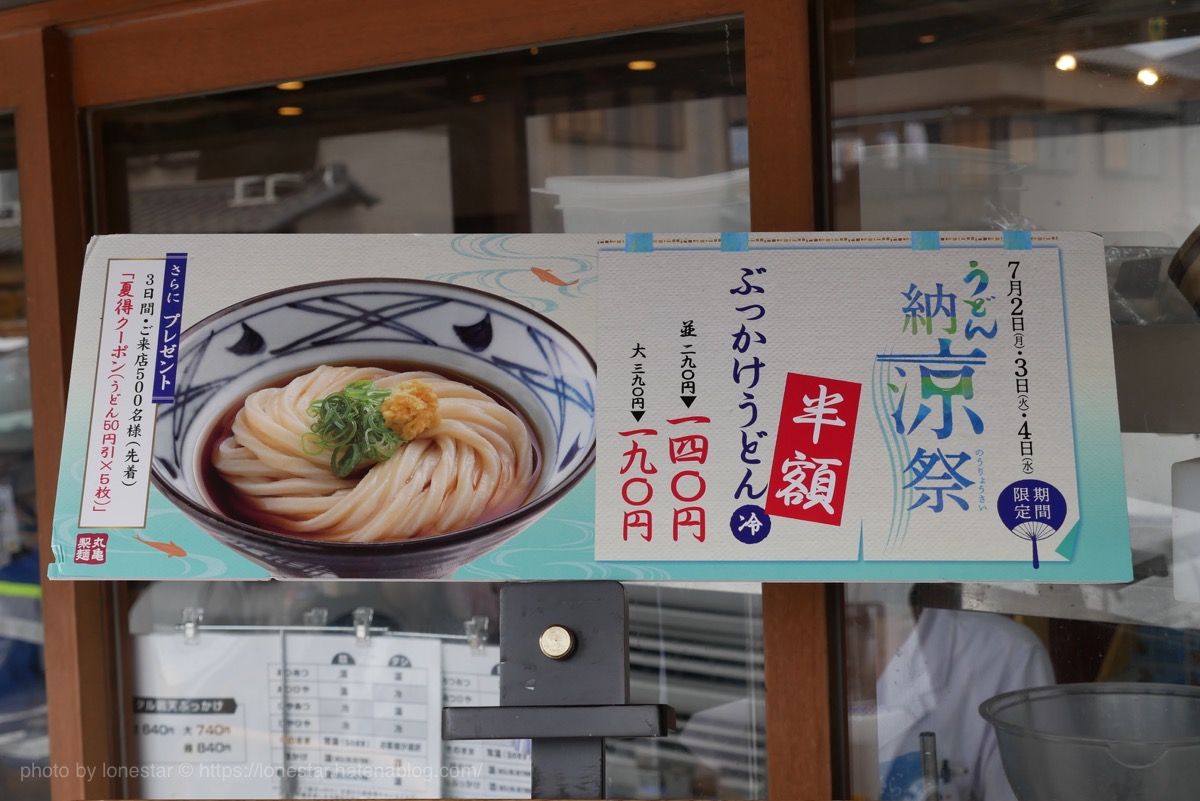 7月2日(月)・3日(火)・4日(水)
期間
限定
うどん
納涼祭
のうりょうさい
半額
ぶっかけうどん
冷
並 二九〇円▼一四〇円
大 三九〇円▼一九〇円
さらに プレゼント
3日間・ご来店500名様(先着)
「夏得クーポン(うどん50円引×5枚)」
丸亀
製麺
640円 大 740円
840円
photo by lonestar © https://lonestar.hatenablog.com/